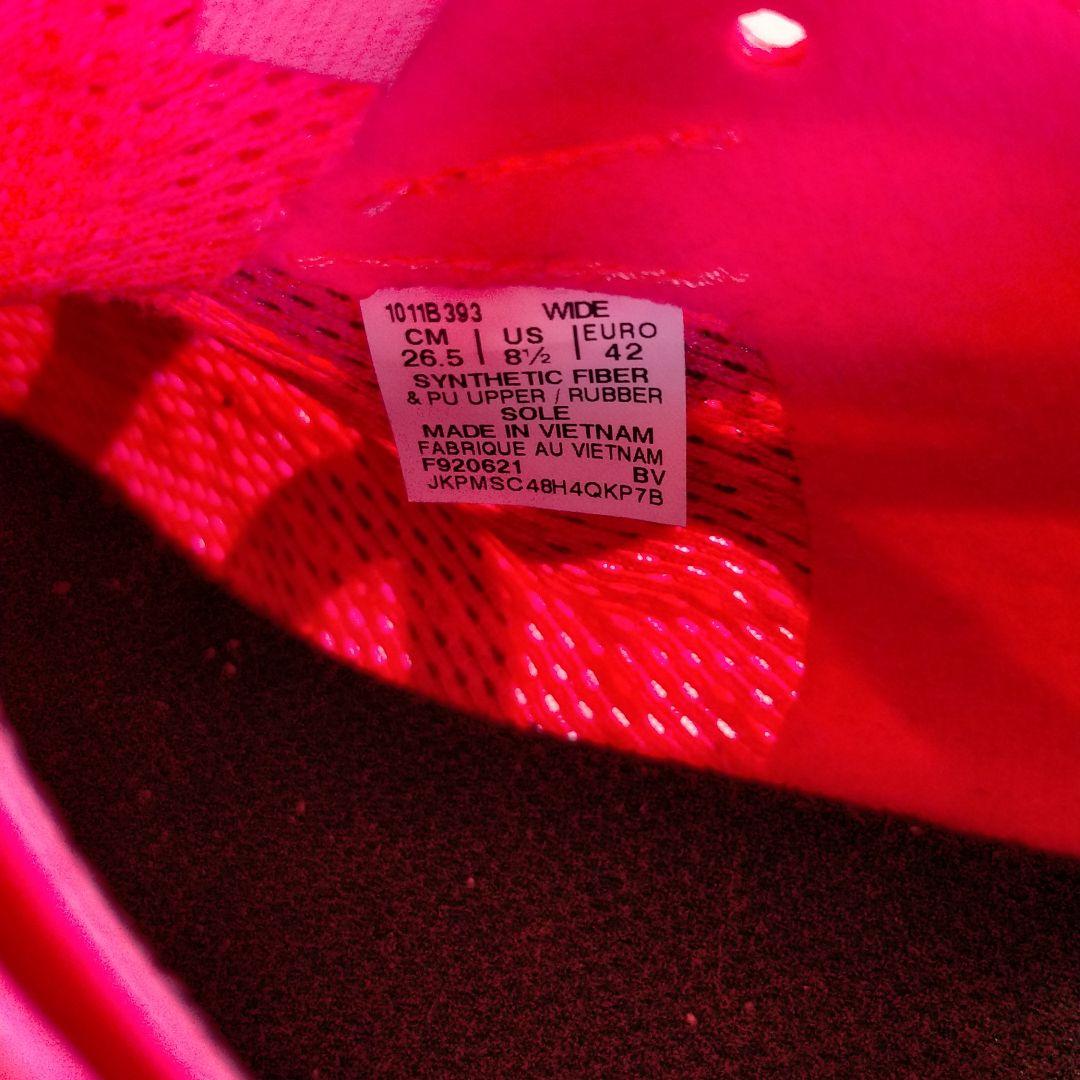 1011B393 WIDE
CM | US | EURO
26.5 | 8½ | 42
SYNTHETIC FIBER
& PU UPPER / RUBBER
SOLE
MADE IN VIETNAM
FABRIQUE AU VIETNAM
F920621 BV
JKPMSC48H4QKP7B